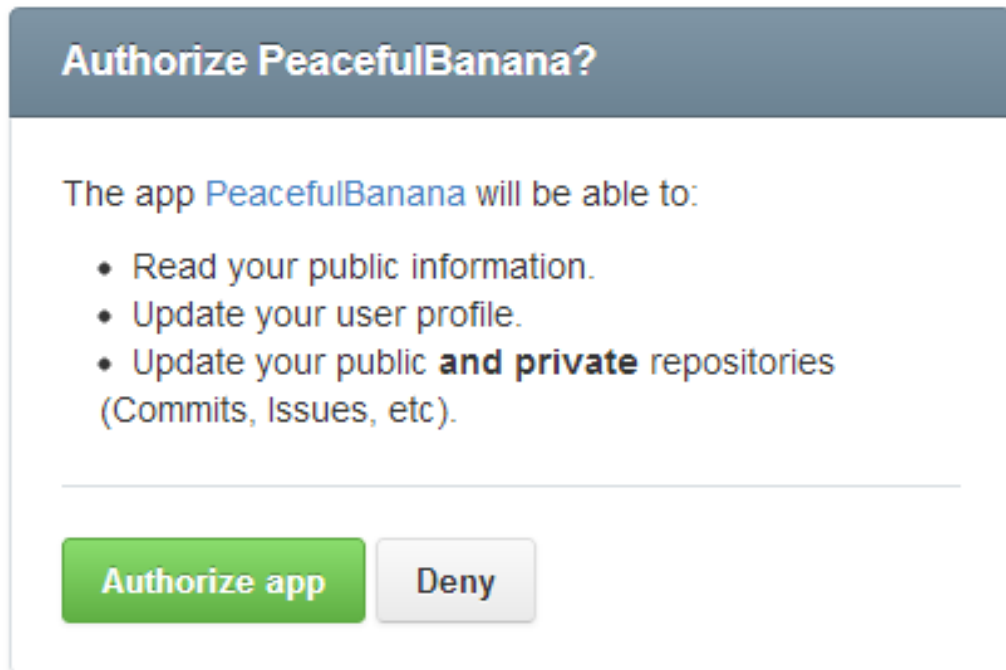 Authorize PeacefulBanana?
The app PeacefulBanana will be able to:
• Read your public information.
• Update your user profile.
• Update your public and private repositories
(Commits, Issues, etc).
Authorize app
Deny